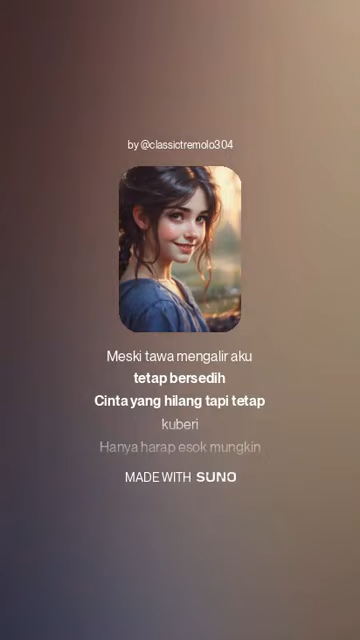 by @classictremolo304
Meski tawa mengalir aku
tetap bersedih
Cinta yang hilang tapi tetap
kuberi
Hanya harap esok mungkin
MADE WITH SUNO